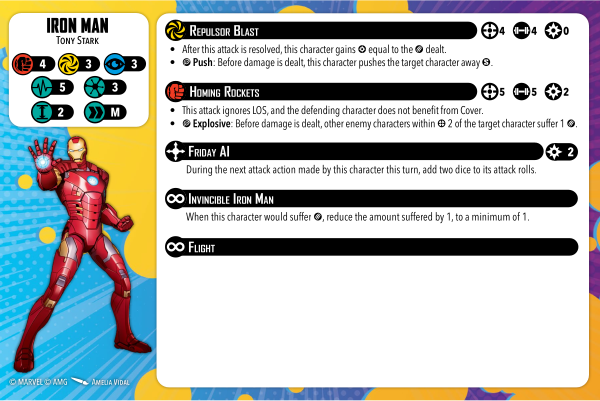 IRON MAN
Tony Stark
4 3 3
5 3
2 M
© MARVEL © AMG Amelia Vidal
Repulsor Blast 4 4 0
• After this attack is resolved, this character gains equal to the dealt.
• Push: Before damage is dealt, this character pushes the target character away S.
Homing Rockets 5 5 2
• This attack ignores LOS, and the defending character does not benefit from Cover.
• Explosive: Before damage is dealt, other enemy characters within 2 of the target character suffer 1 .
Friday AI 2
During the next attack action made by this character this turn, add two dice to its attack rolls.
Invincible Iron Man
When this character would suffer , reduce the amount suffered by 1, to a minimum of 1.
Flight